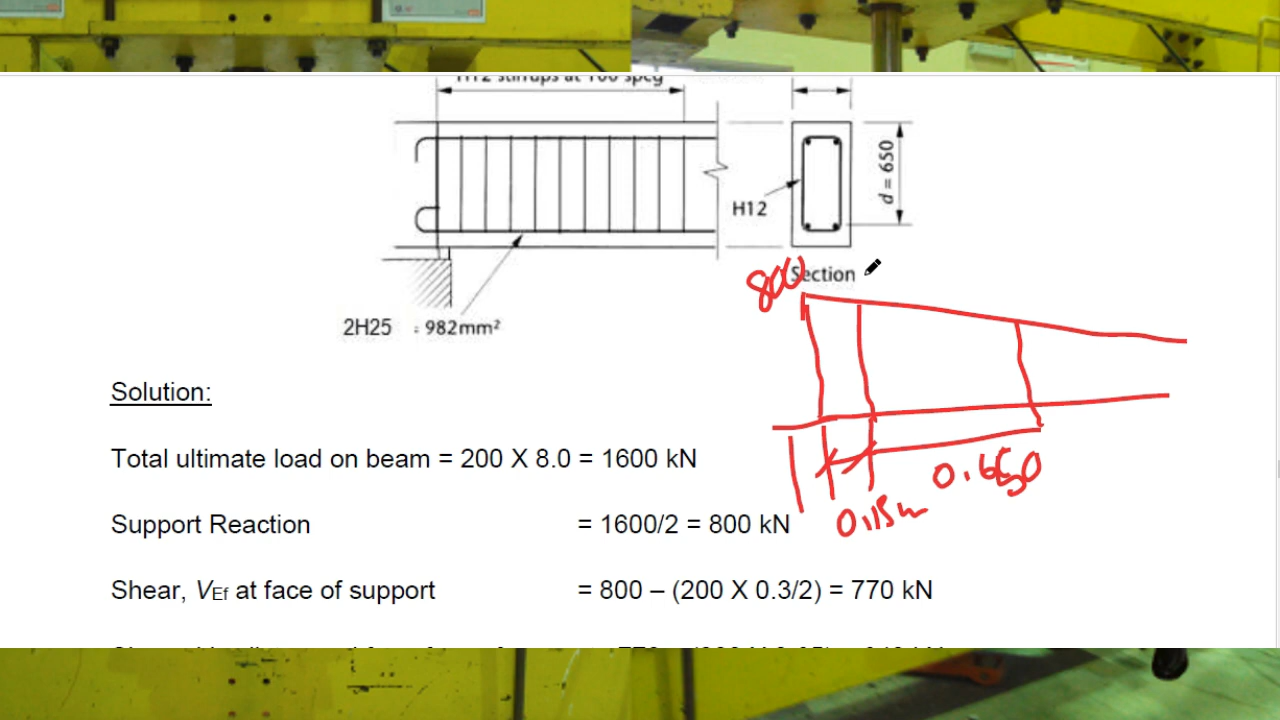 H12 stirrups at 100 spcg
H12
d = 650
Section
800
2H25 : 982mm²
0.15m
0.650
Solution:
Total ultimate load on beam = 200 X 8.0 = 1600 kN
Support Reaction = 1600/2 = 800 kN
Shear, VEf at face of support = 800 – (200 X 0.3/2) = 770 kN